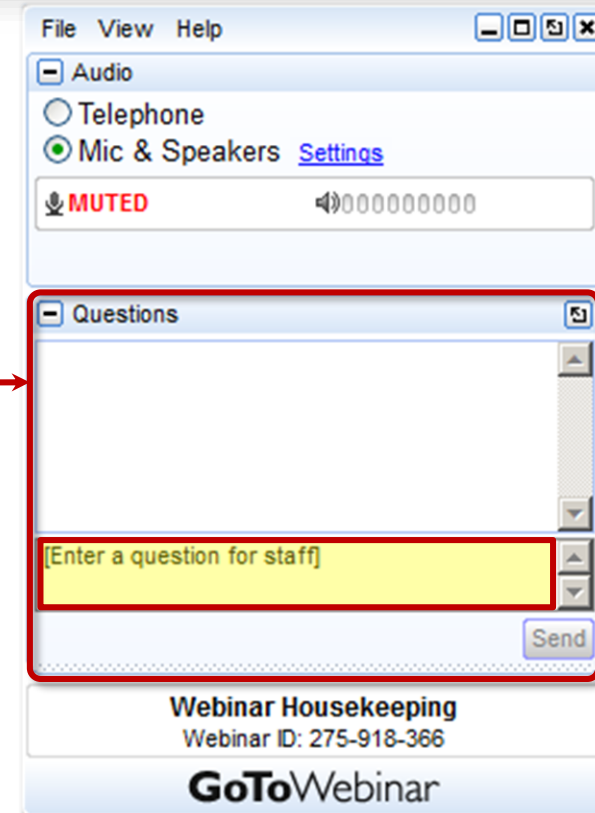 File View Help
Audio
Telephone
Mic & Speakers Settings
MUTED 000000000
Questions
[Enter a question for staff]
Send
Webinar Housekeeping
Webinar ID: 275-918-366
GoToWebinar